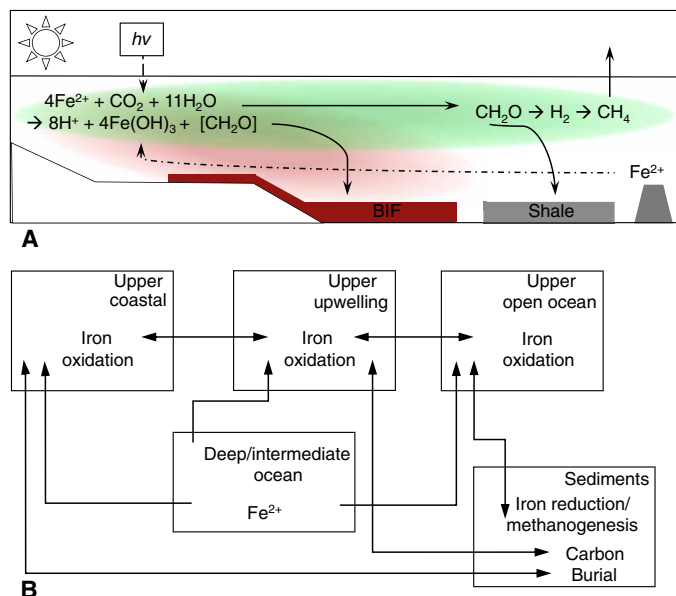 hν
4Fe²⁺ + CO₂ + 11H₂O
→ 8H⁺ + 4Fe(OH)₃ + [CH₂O]
CH₂O → H₂ → CH₄
Fe²⁺
BIF
Shale
A
Upper
coastal
Iron
oxidation
Upper
upwelling
Iron
oxidation
Upper
open ocean
Iron
oxidation
Deep/intermediate
ocean
Fe²⁺
Sediments
Iron reduction/
methanogenesis
Carbon
Burial
B